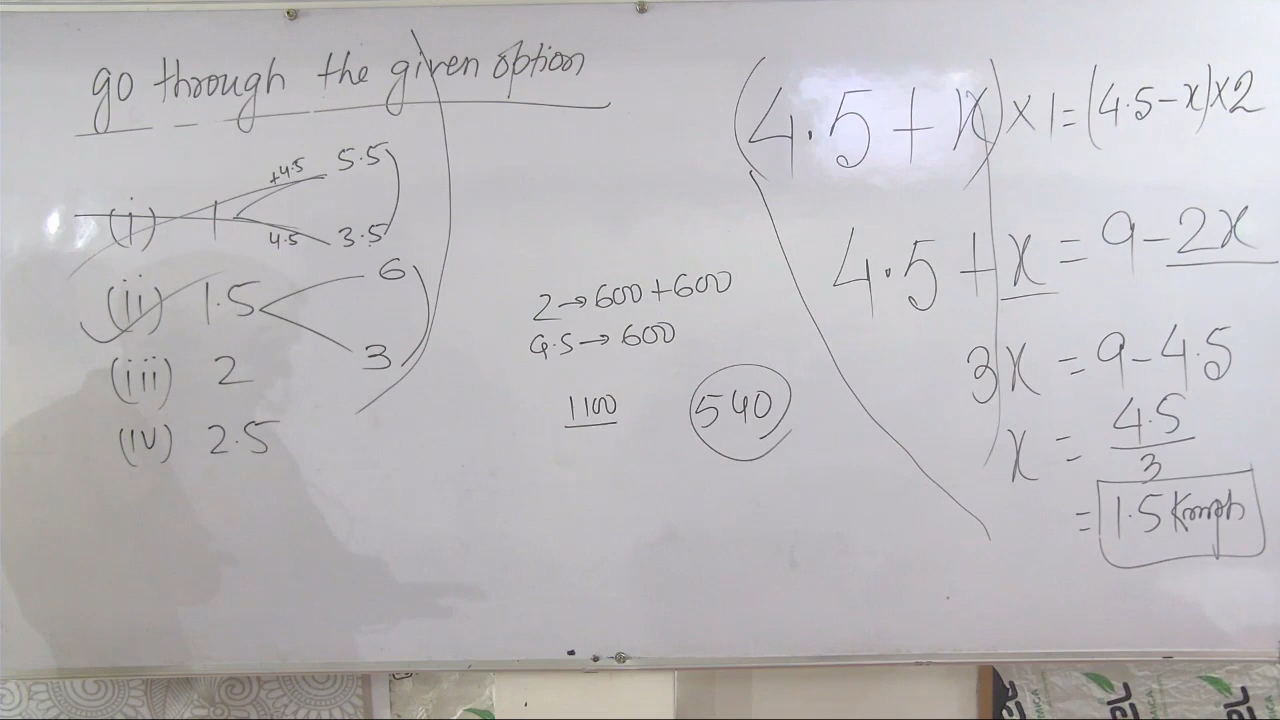 go through the given option
(i) 1 +4.5 5.5
4.5 3.5
(ii) 1.5 6
3
(iii) 2
(iv) 2.5
2→600+600
9.5→600
1100
540
(4.5+x)×1=(4.5-x)×2
4.5+x=9-2x
3x=9-4.5
x=4.5/3
=1.5 Kmph